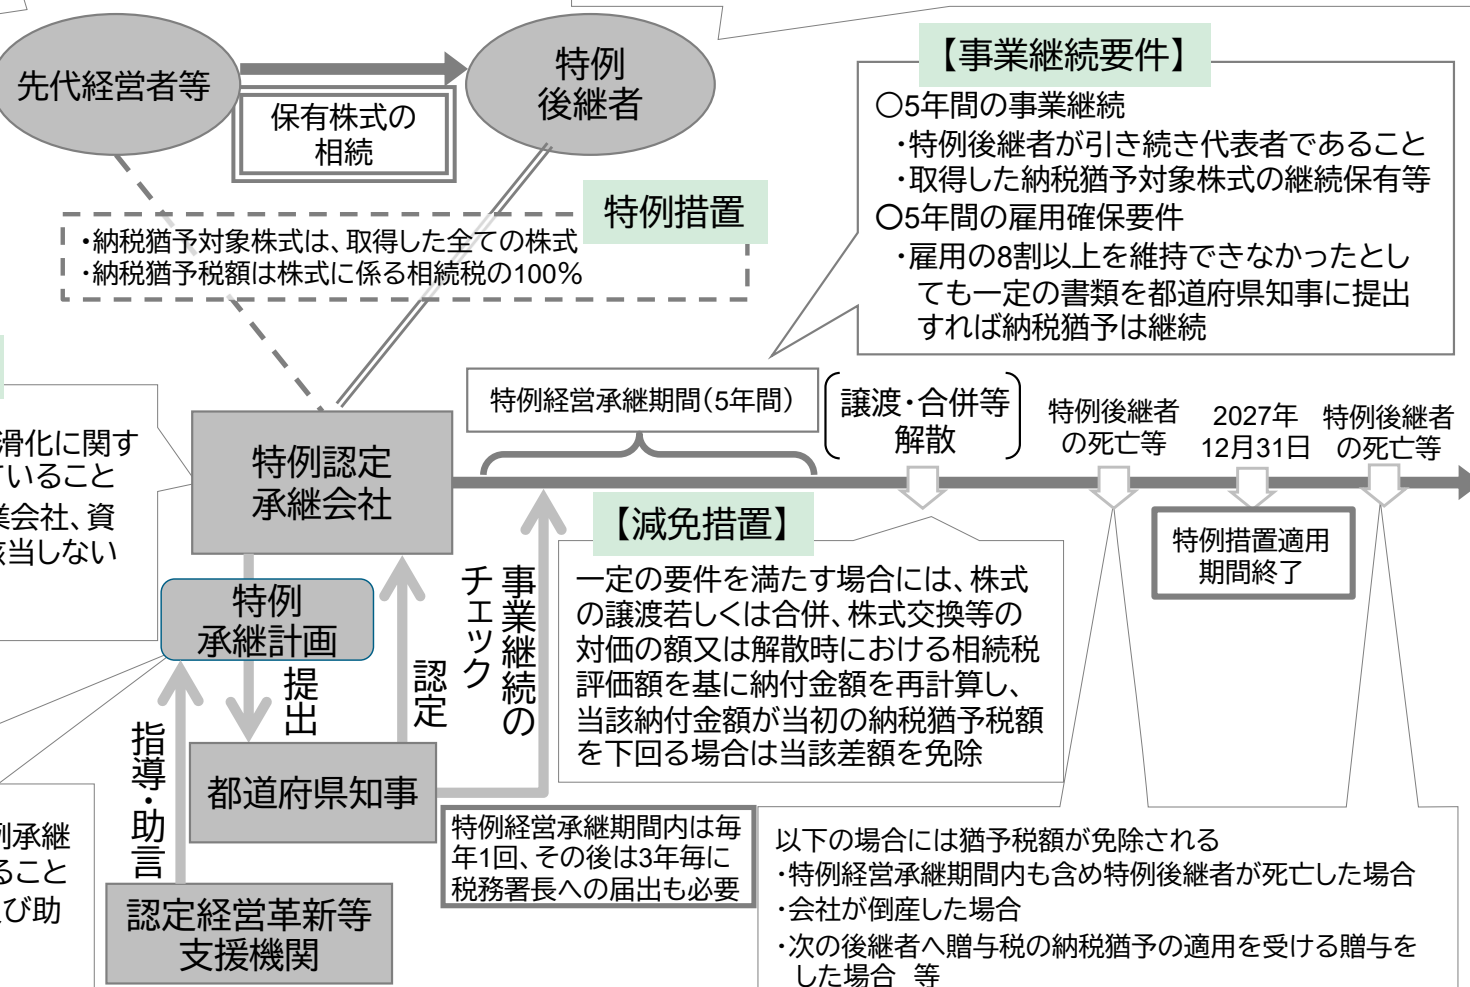 先代経営者等
保有株式の
相続
特例
後継者
【事業継続要件】
○5年間の事業継続
・特例後継者が引き続き代表者であること
・取得した納税猶予対象株式の継続保有等
○5年間の雇用確保要件
・雇用の8割以上を維持できなかったとし
ても一定の書類を都道府県知事に提出
すれば納税猶予は継続
特例措置
・納税猶予対象株式は、取得した全ての株式
・納税猶予税額は株式に係る相続税の100%
滑化に関す
ていること
業会社、資
該当しない
特例認定
承継会社
特例経営承継期間(5年間)
譲渡・合併等
解散
特例後継者
の死亡等
2027年
12月31日
特例後継者
の死亡等
特例措置適用
期間終了
【減免措置】
一定の要件を満たす場合には、株式
の譲渡若しくは合併、株式交換等の
対価の額又は解散時における相続税
評価額を基に納付金額を再計算し、
当該納付金額が当初の納税猶予税額
を下回る場合は当該差額を免除
特例
承継計画
提出
認定
事業継続の
チェック
指導・助言
都道府県知事
特例経営承継期間内は毎
年1回、その後は3年毎に
税務署長への届出も必要
例承継
ること
び助
認定経営革新等
支援機関
以下の場合には猶予税額が免除される
・特例経営承継期間内も含め特例後継者が死亡した場合
・会社が倒産した場合
・次の後継者へ贈与税の納税猶予の適用を受ける贈与を
した場合 等